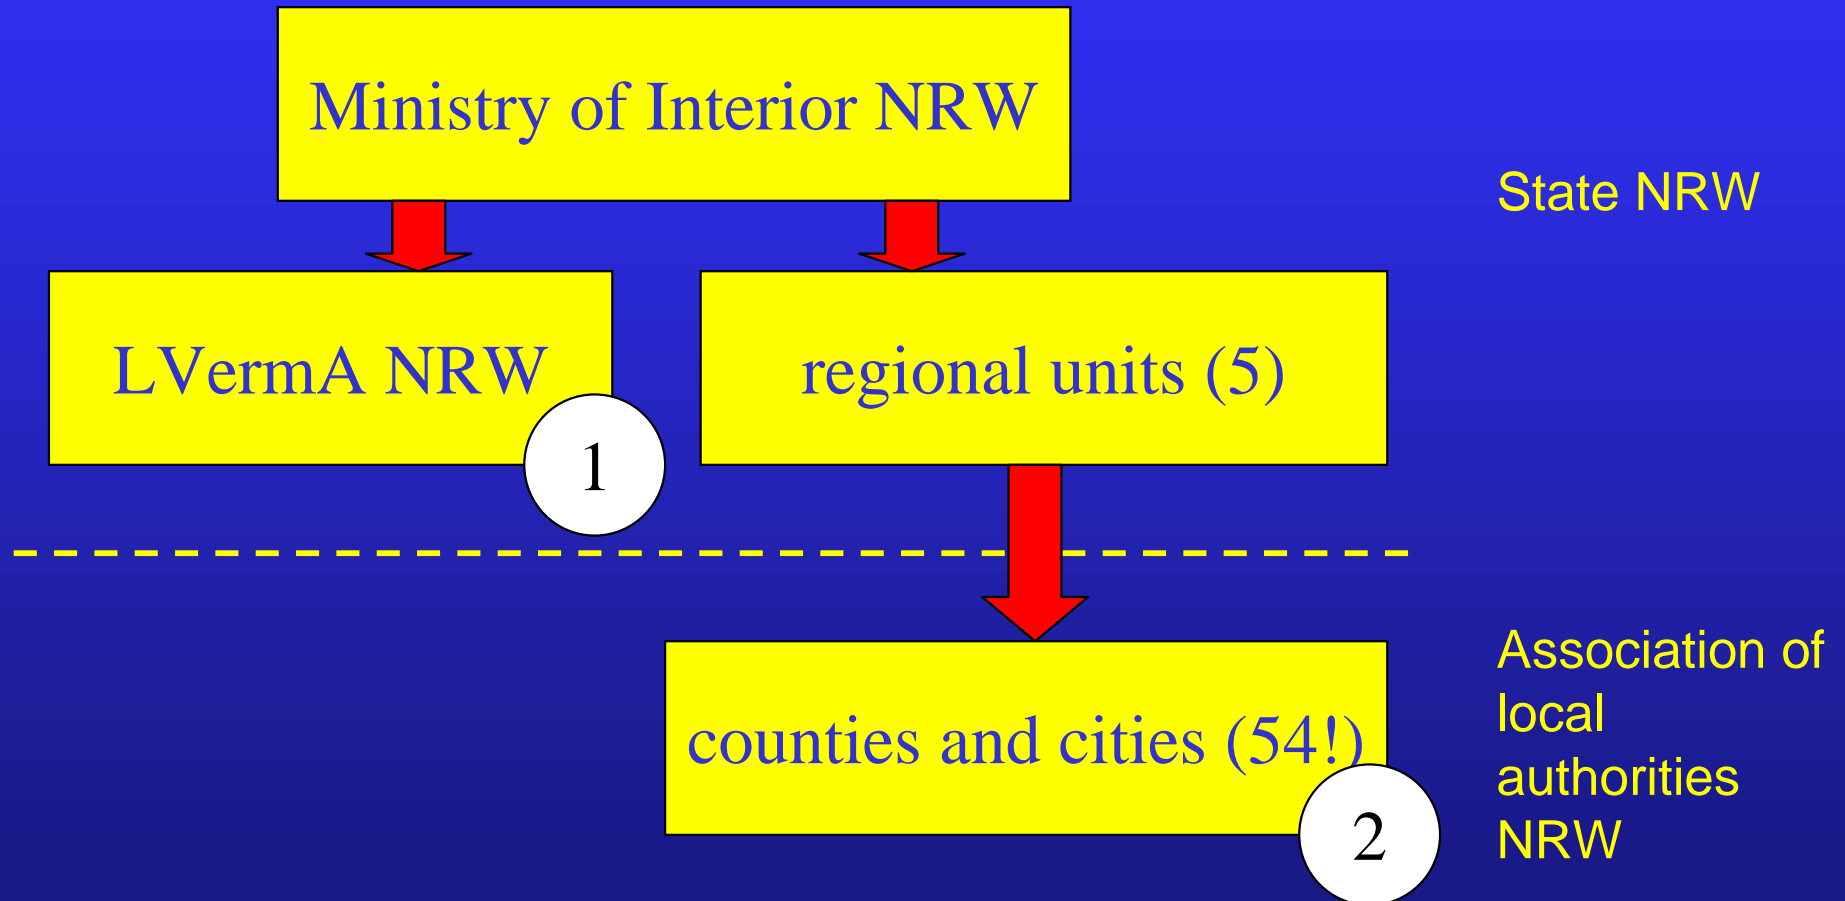 Ministry of Interior NRW
State NRW
LVermA NRW
regional units (5)
1
counties and cities (54!)
2
Association of
local
authorities
NRW